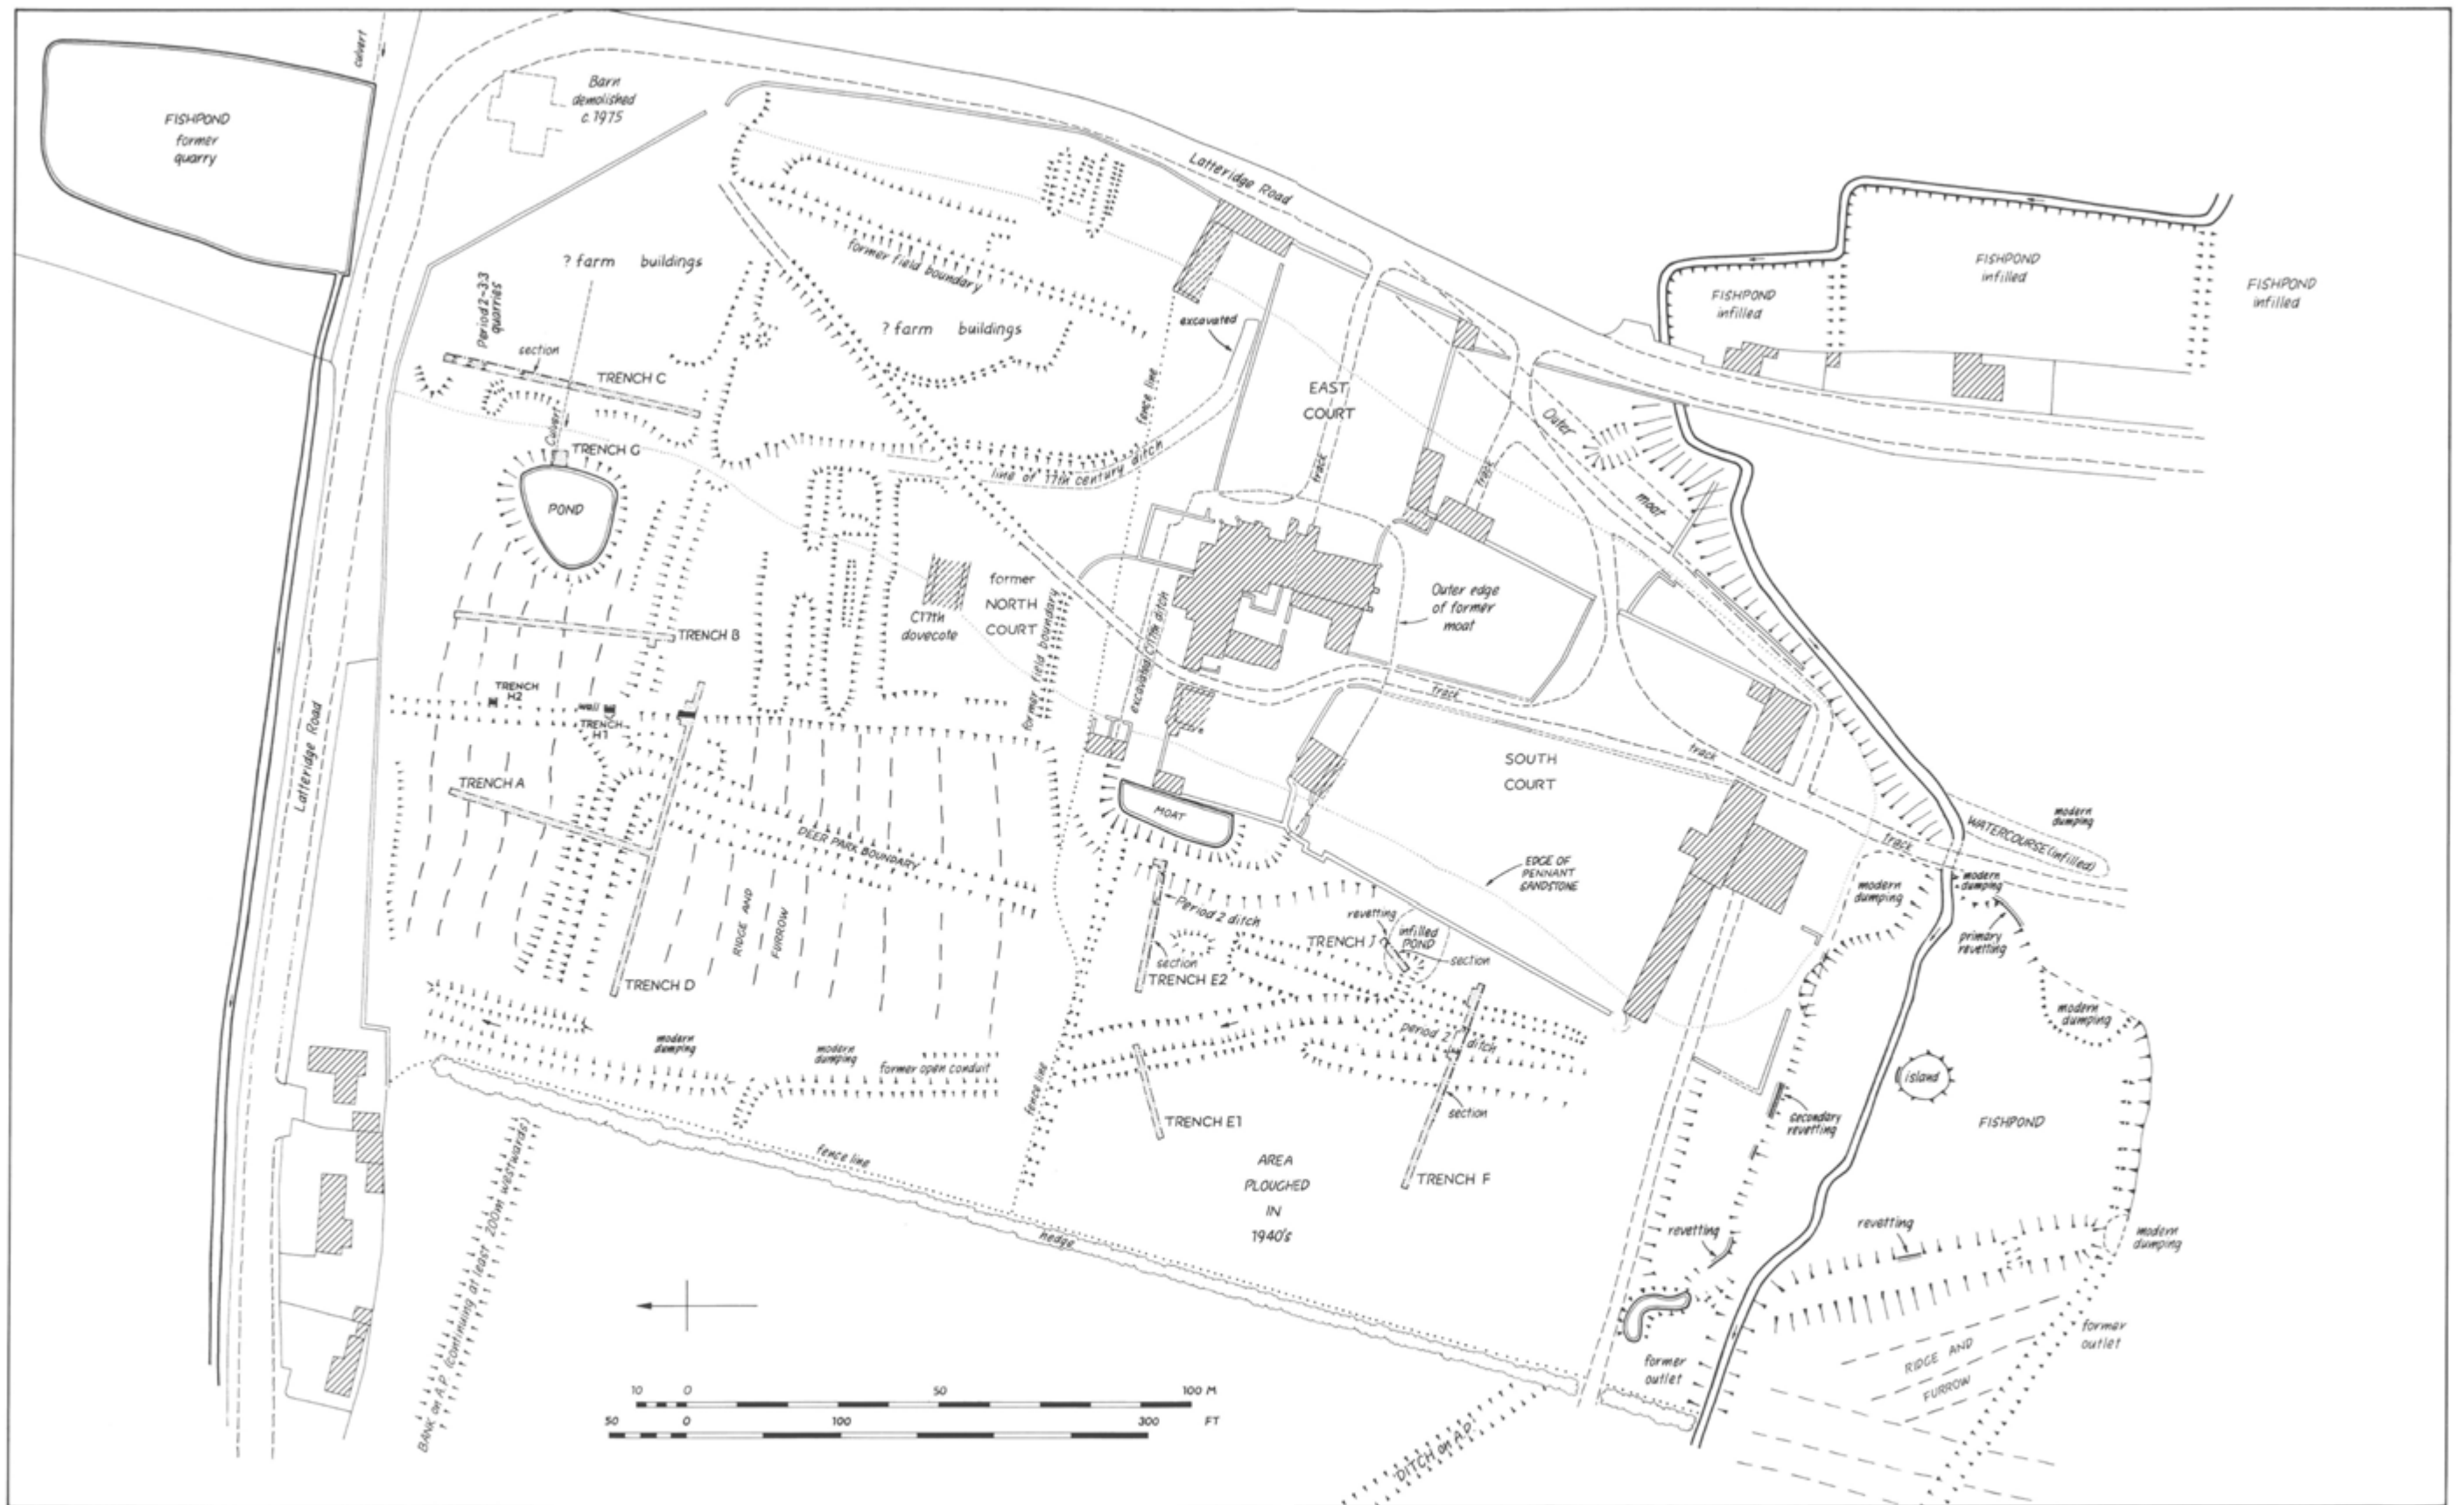 culvert
FISHPOND
former
quarry
Barn
demolished
c.1975
Latteridge Road
? farm buildings
former field boundary
? farm buildings
Period 2-3:3
quarries
section
TRENCH C
Culvert
TRENCH G
POND
excavated
fence line
line of 17th century ditch
EAST
COURT
track
Track
Outer
moat
FISHPOND
infilled
FISHPOND
infilled
FISHPOND
infilled
C17th
dovecote
former
NORTH
COURT
former field boundary
excavated C17th ditch
Outer edge
of former
moat
TRENCH B
TRENCH
H2
wall
TRENCH
H1
Latteridge Road
TRENCH A
DEER PARK BOUNDARY
RIDGE AND
FURROW
TRENCH D
track
track
SOUTH
COURT
MOAT
EDGE OF
PENNANT
SANDSTONE
track
WATERCOURSE (infilled)
modern
dumping
modern
dumping
modern
dumping
primary
revetting
modern
dumping
Period 2 ditch
section
TRENCH E2
revetting
TRENCH J
infilled
POND
section
period 2
ditch
section
TRENCH F
TRENCH E1
fence line
modern
dumping
modern
dumping
former open conduit
fence line
hedge
AREA
PLOUGHED
IN
1940's
island
FISHPOND
secondary
revetting
revetting
revetting
modern
dumping
former
outlet
former
outlet
RIDGE AND
FURROW
BANK on A.P. (continuing at least 200m westwards)
DITCH on A.P.
10 0 50 100 M
50 0 100 300 FT